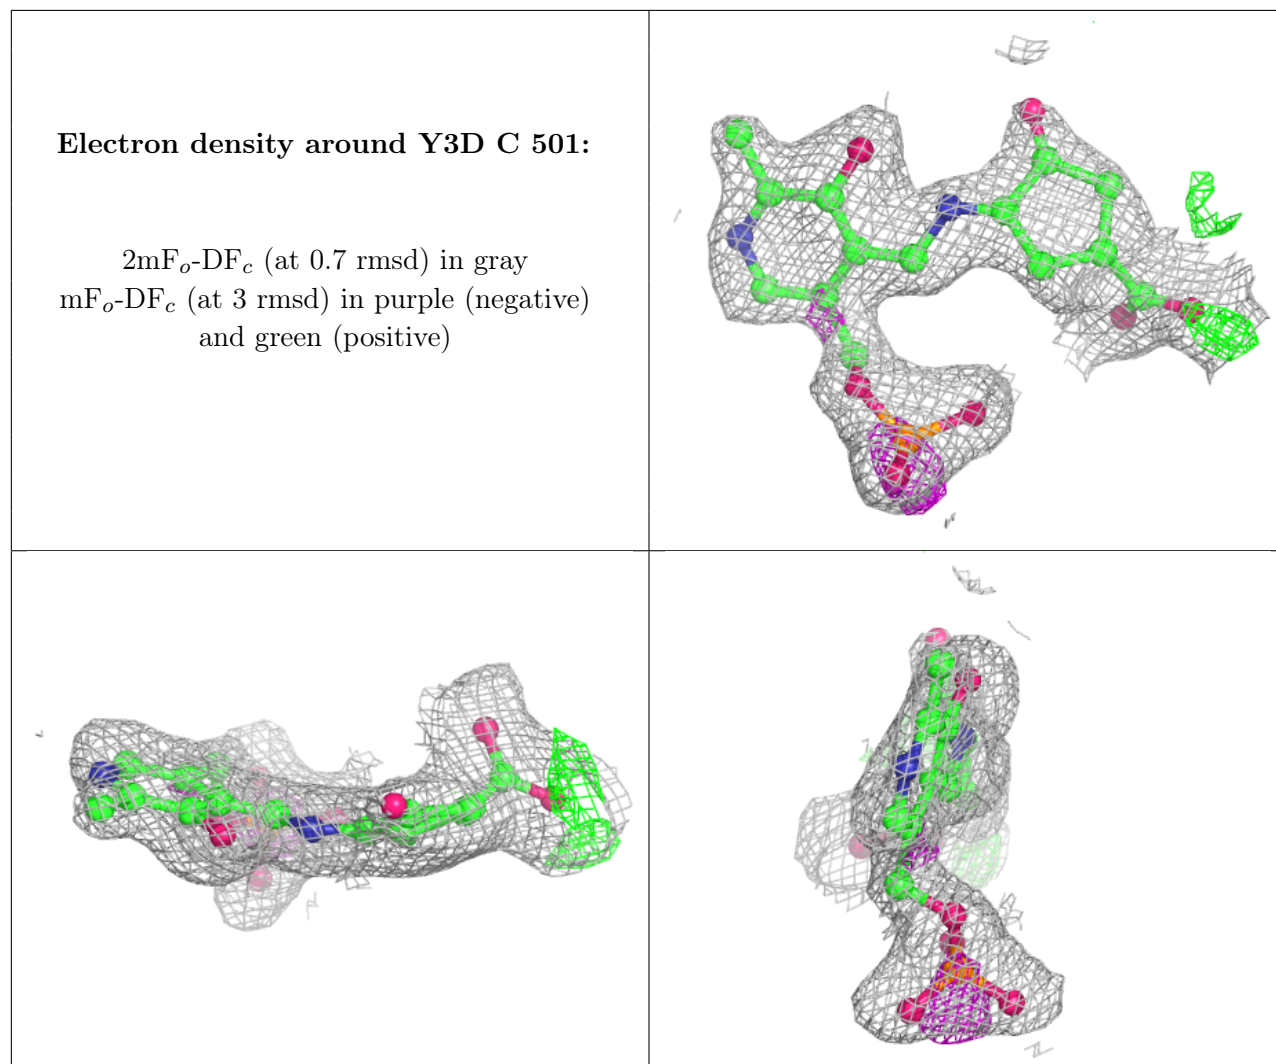 Electron density around Y3D C 501:
2mFo-DFc (at 0.7 rmsd) in gray
mFo-DFc (at 3 rmsd) in purple (negative)
and green (positive)